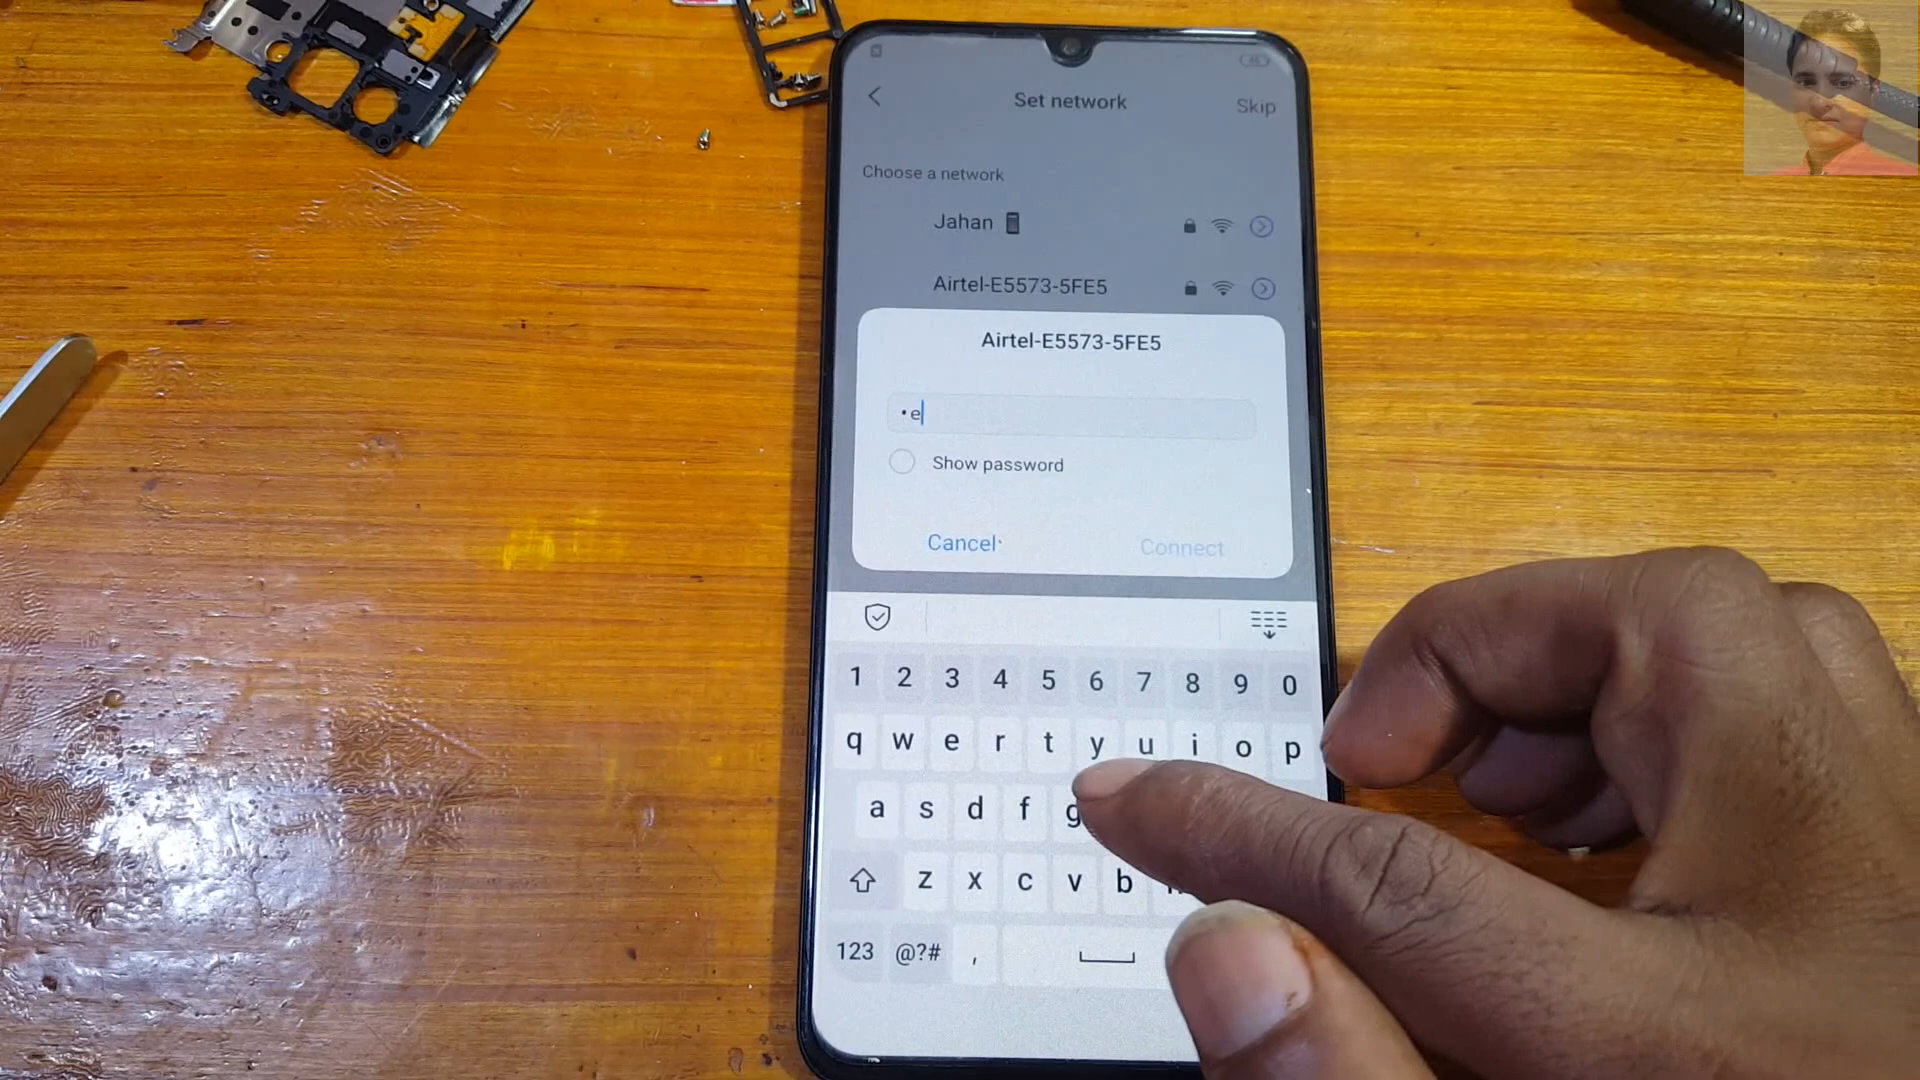 Set network
Skip
Choose a network
Jahan
Airtel-E5573-5FE5
Airtel-E5573-5FE5
•e
Show password
Cancel
Connect
1 2 3 4 5 6 7 8 9 0
q w e r t y u i o p
a s d f g
z x c v b
123 @?# ,